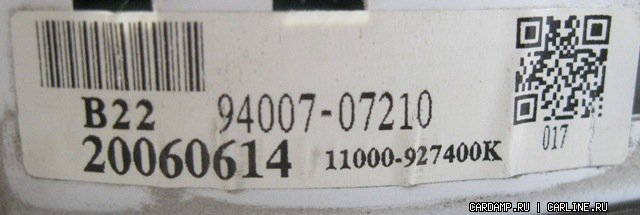 B22 94007-07210
017
20060614 11000-927400K
CARDAMP.RU | CARLINE.RU